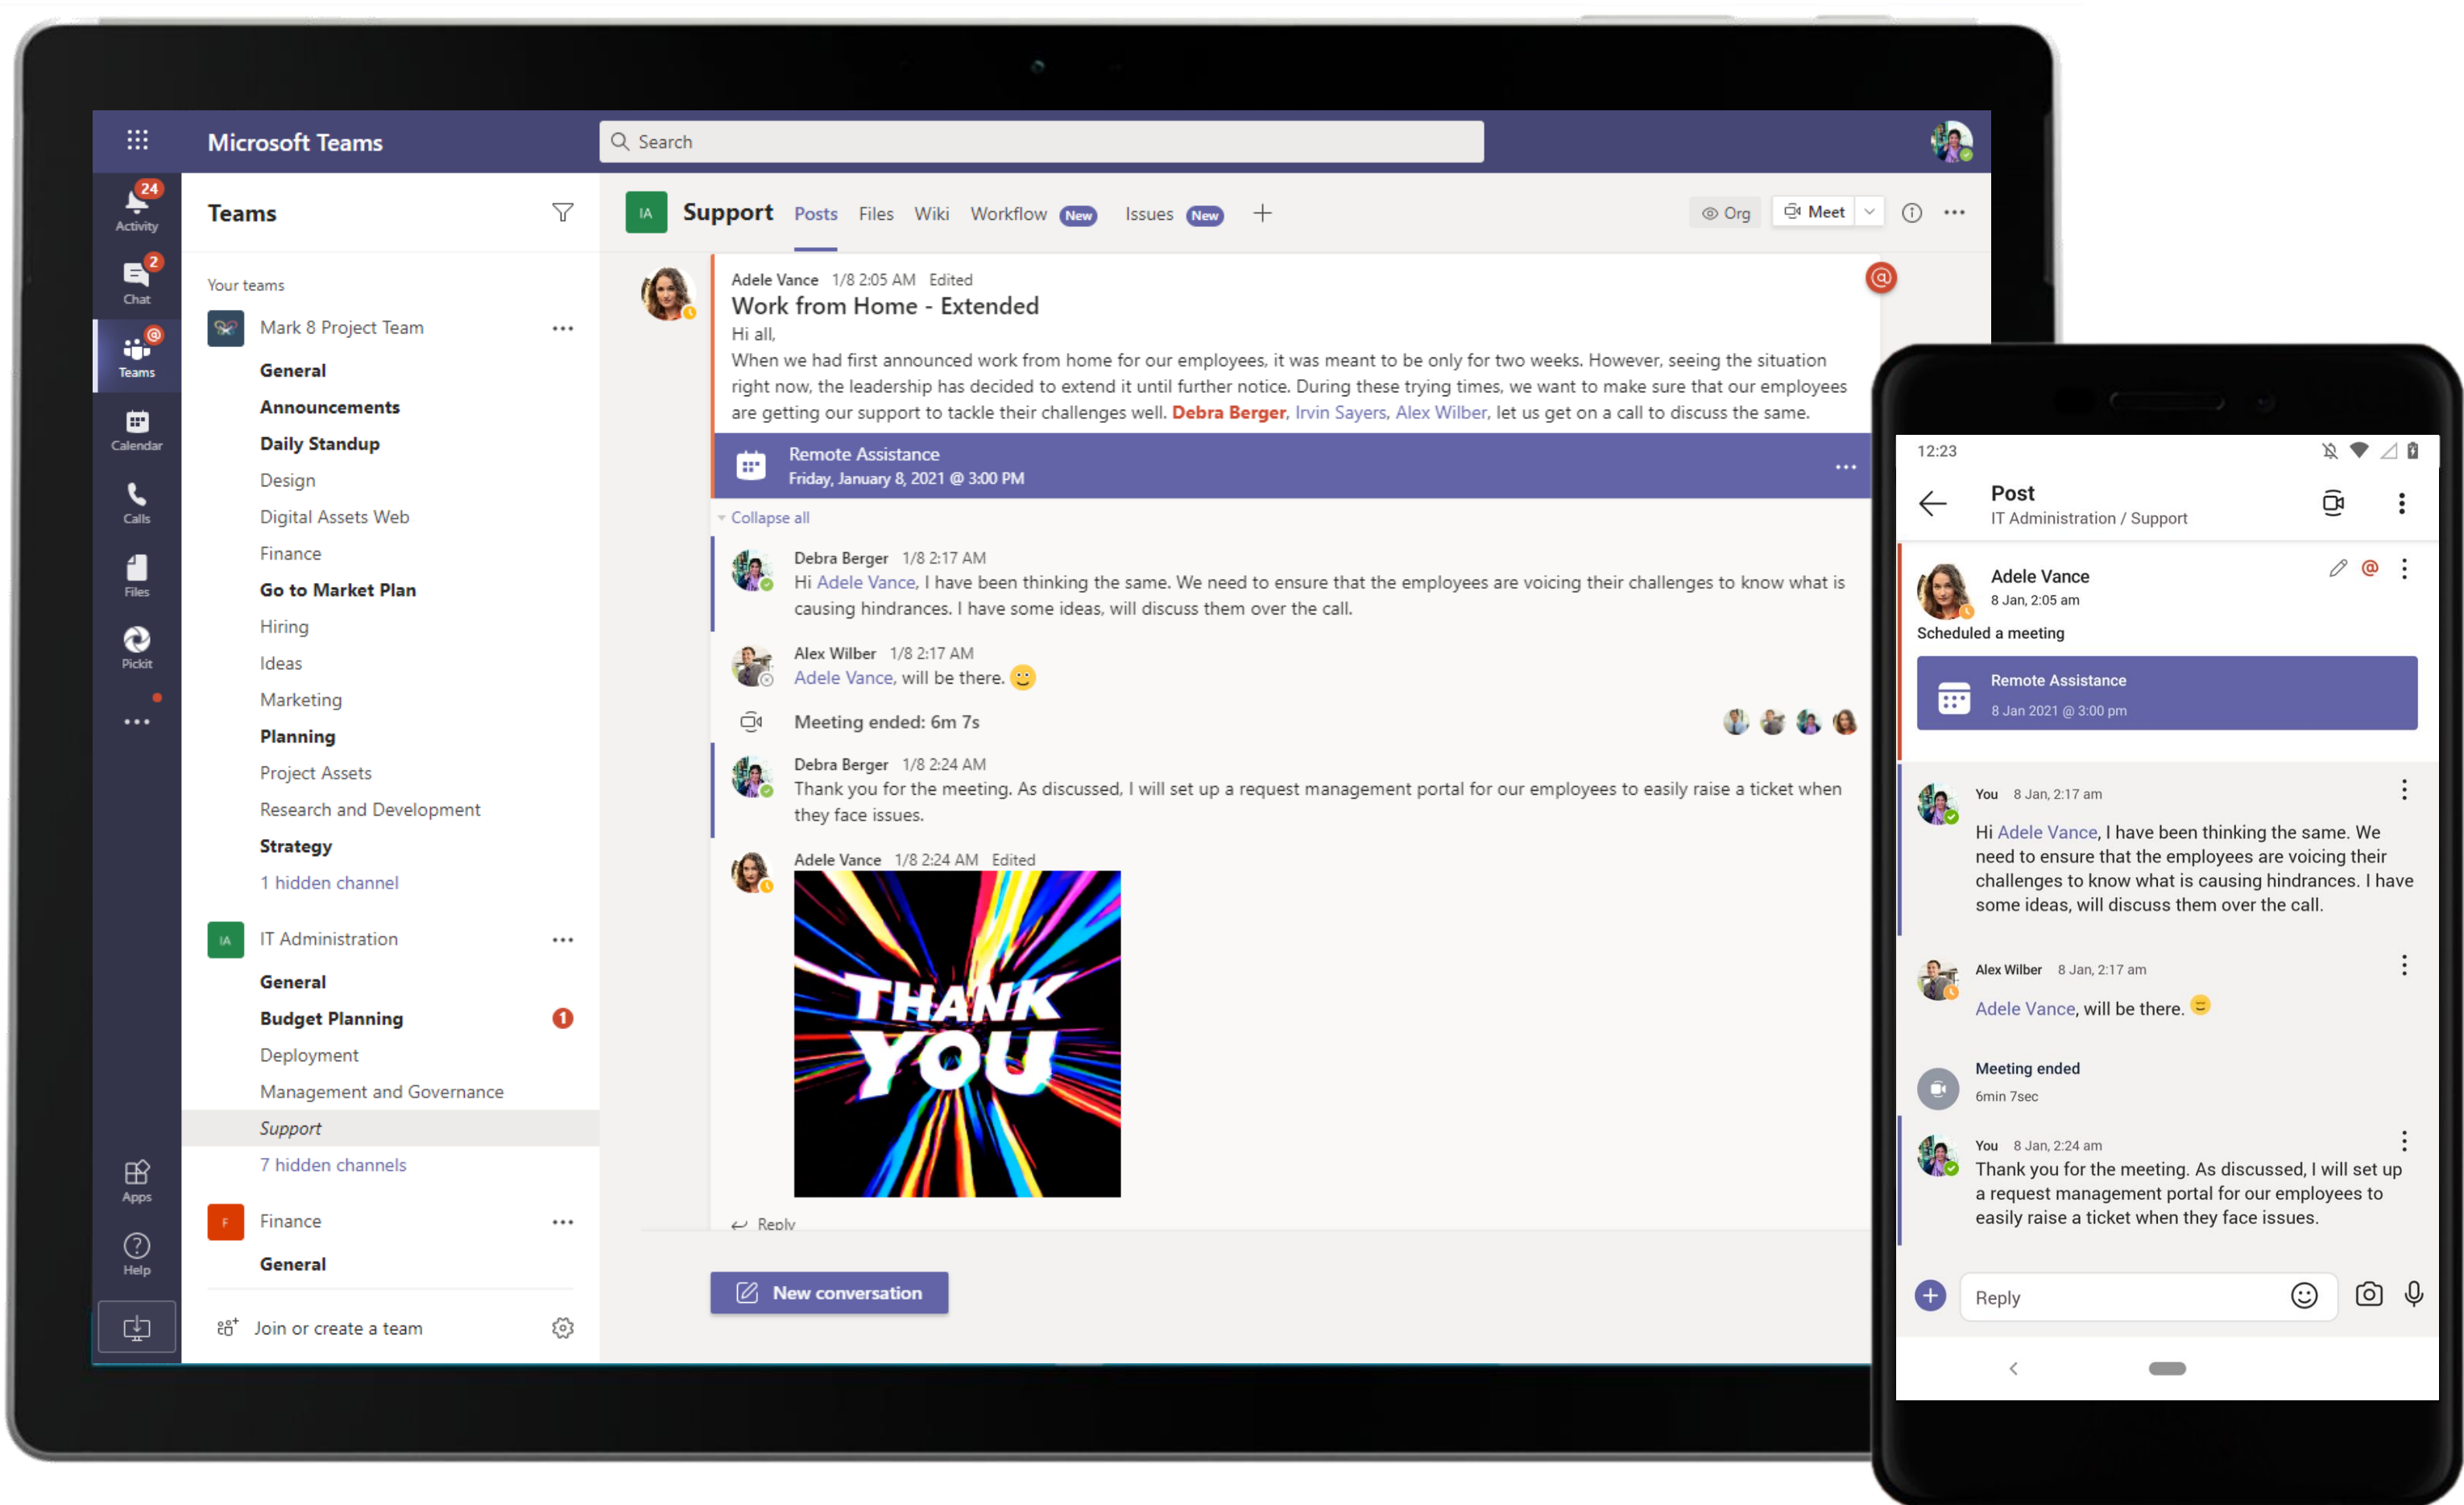 Microsoft Teams
Search
24
Activity
2
Chat
@
Teams
Calendar
Calls
Files
Pickit
Apps
Help
Teams
Your teams
Mark 8 Project Team
General
Announcements
Daily Standup
Design
Digital Assets Web
Finance
Go to Market Plan
Hiring
Ideas
Marketing
Planning
Project Assets
Research and Development
Strategy
1 hidden channel
IA
IT Administration
General
Budget Planning
1
Deployment
Management and Governance
Support
7 hidden channels
F
Finance
General
Join or create a team
IA
Support
Posts Files Wiki Workflow New Issues New
Org
Meet
Adele Vance 1/8 2:05 AM Edited
@
Work from Home - Extended
Hi all,
When we had first announced work from home for our employees, it was meant to be only for two weeks. However, seeing the situation
right now, the leadership has decided to extend it until further notice. During these trying times, we want to make sure that our employees
are getting our support to tackle their challenges well. Debra Berger, Irvin Sayers, Alex Wilber, let us get on a call to discuss the same.
Remote Assistance
Friday, January 8, 2021 @ 3:00 PM
Collapse all
Debra Berger 1/8 2:17 AM
Hi Adele Vance, I have been thinking the same. We need to ensure that the employees are voicing their challenges to know what is
causing hindrances. I have some ideas, will discuss them over the call.
Alex Wilber 1/8 2:17 AM
Adele Vance, will be there.
Meeting ended: 6m 7s
Debra Berger 1/8 2:24 AM
Thank you for the meeting. As discussed, I will set up a request management portal for our employees to easily raise a ticket when
they face issues.
Adele Vance 1/8 2:24 AM Edited
THANK
YOU
Reply
New conversation
12:23
Post
IT Administration / Support
Adele Vance
@
8 Jan, 2:05 am
Scheduled a meeting
Remote Assistance
8 Jan 2021 @ 3:00 pm
You 8 Jan, 2:17 am
Hi Adele Vance, I have been thinking the same. We
need to ensure that the employees are voicing their
challenges to know what is causing hindrances. I have
some ideas, will discuss them over the call.
Alex Wilber 8 Jan, 2:17 am
Adele Vance, will be there.
Meeting ended
6min 7sec
You 8 Jan, 2:24 am
Thank you for the meeting. As discussed, I will set up
a request management portal for our employees to
easily raise a ticket when they face issues.
Reply